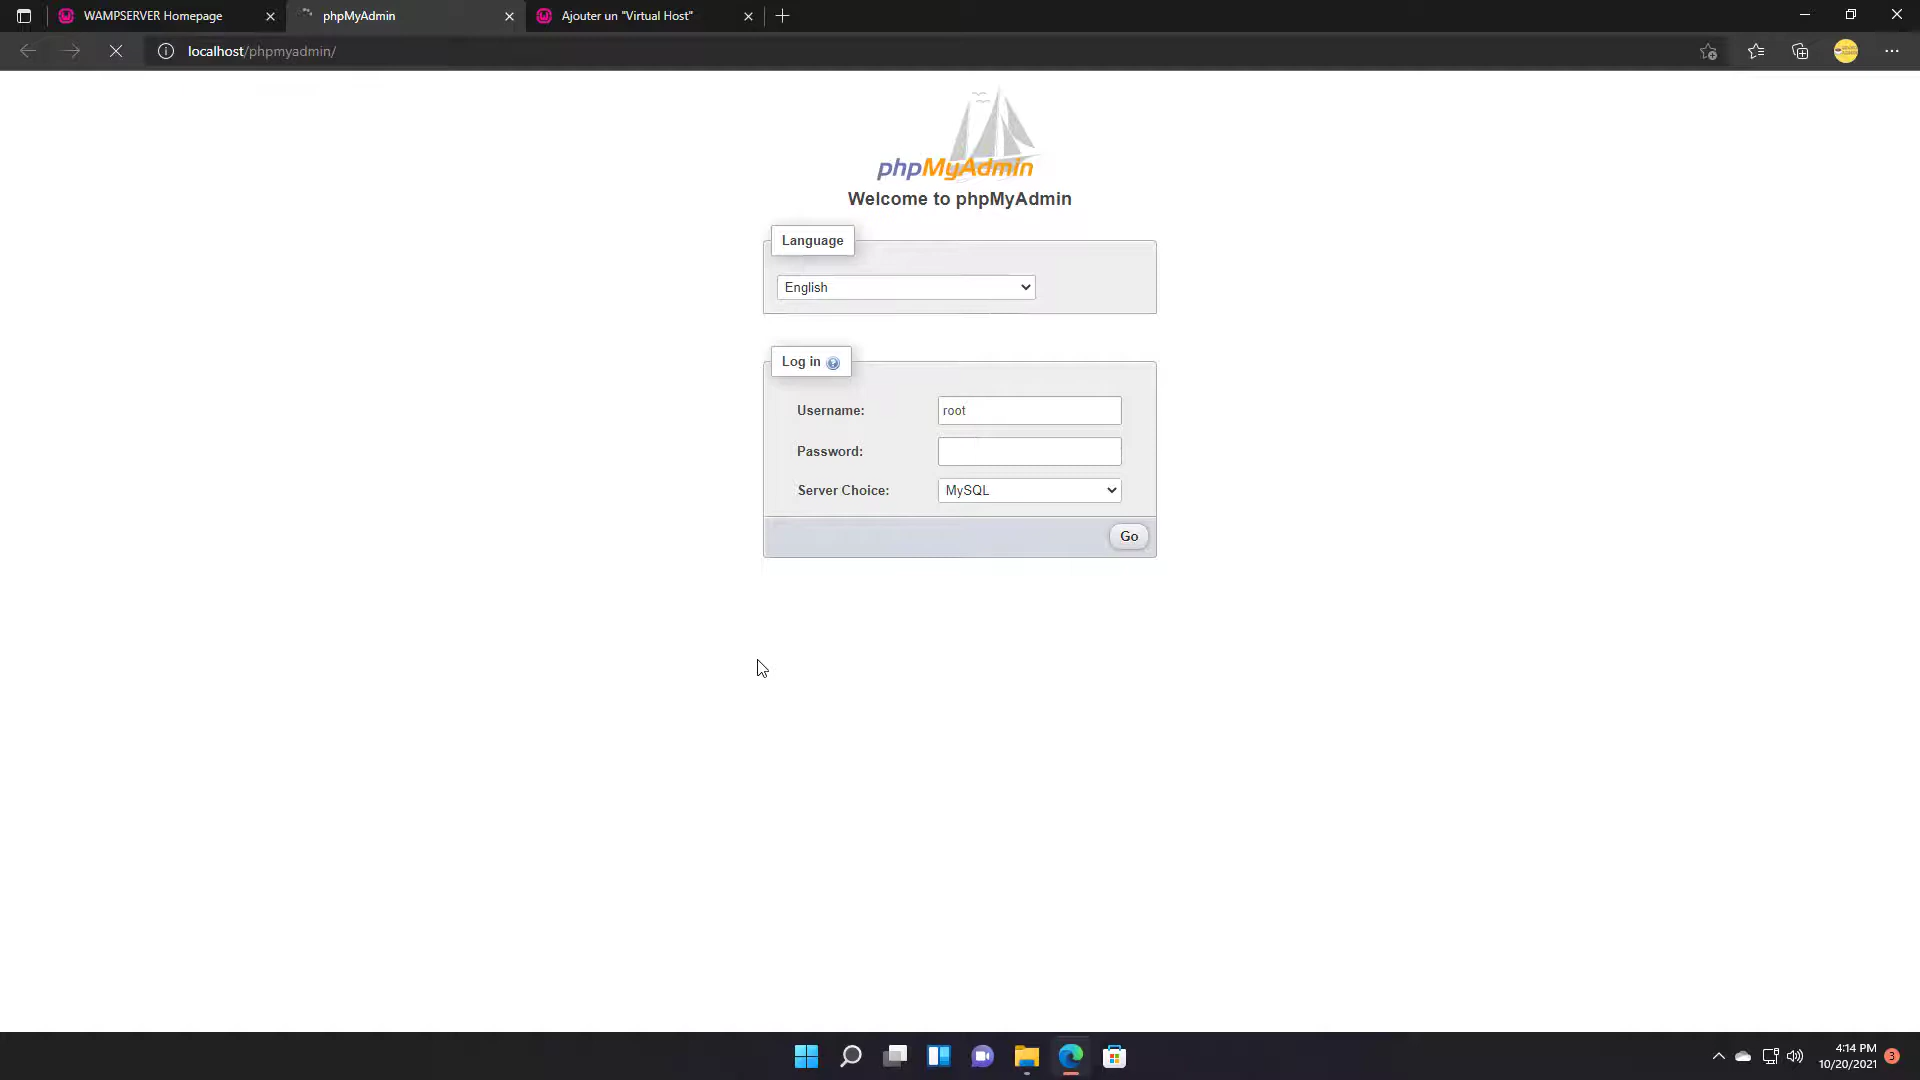 WAMPSERVER Homepage
phpMyAdmin
Ajouter un "Virtual Host"
localhost/phpmyadmin/
phpMyAdmin
Welcome to phpMyAdmin
Language
English
Log in
Username:
root
Password:
Server Choice:
MySQL
Go
4:14 PM
10/20/2021
3